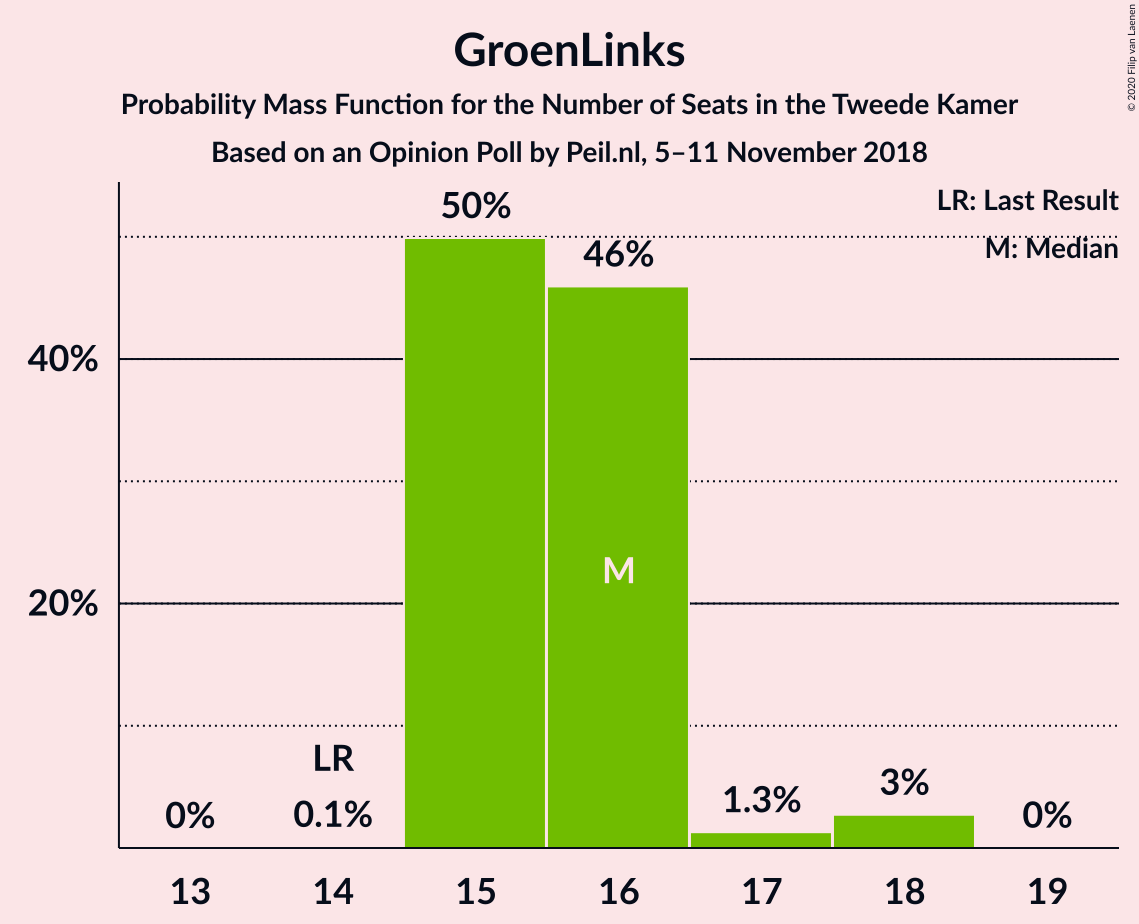 GroenLinks
Probability Mass Function for the Number of Seats in the Tweede Kamer
Based on an Opinion Poll by Peil.nl, 5–11 November 2018
© 2020 Filip van Laenen
LR: Last Result
M: Median
50%
46%
40%
M
20%
LR
0%
0.1%
1.3%
3%
0%
13
14
15
16
17
18
19